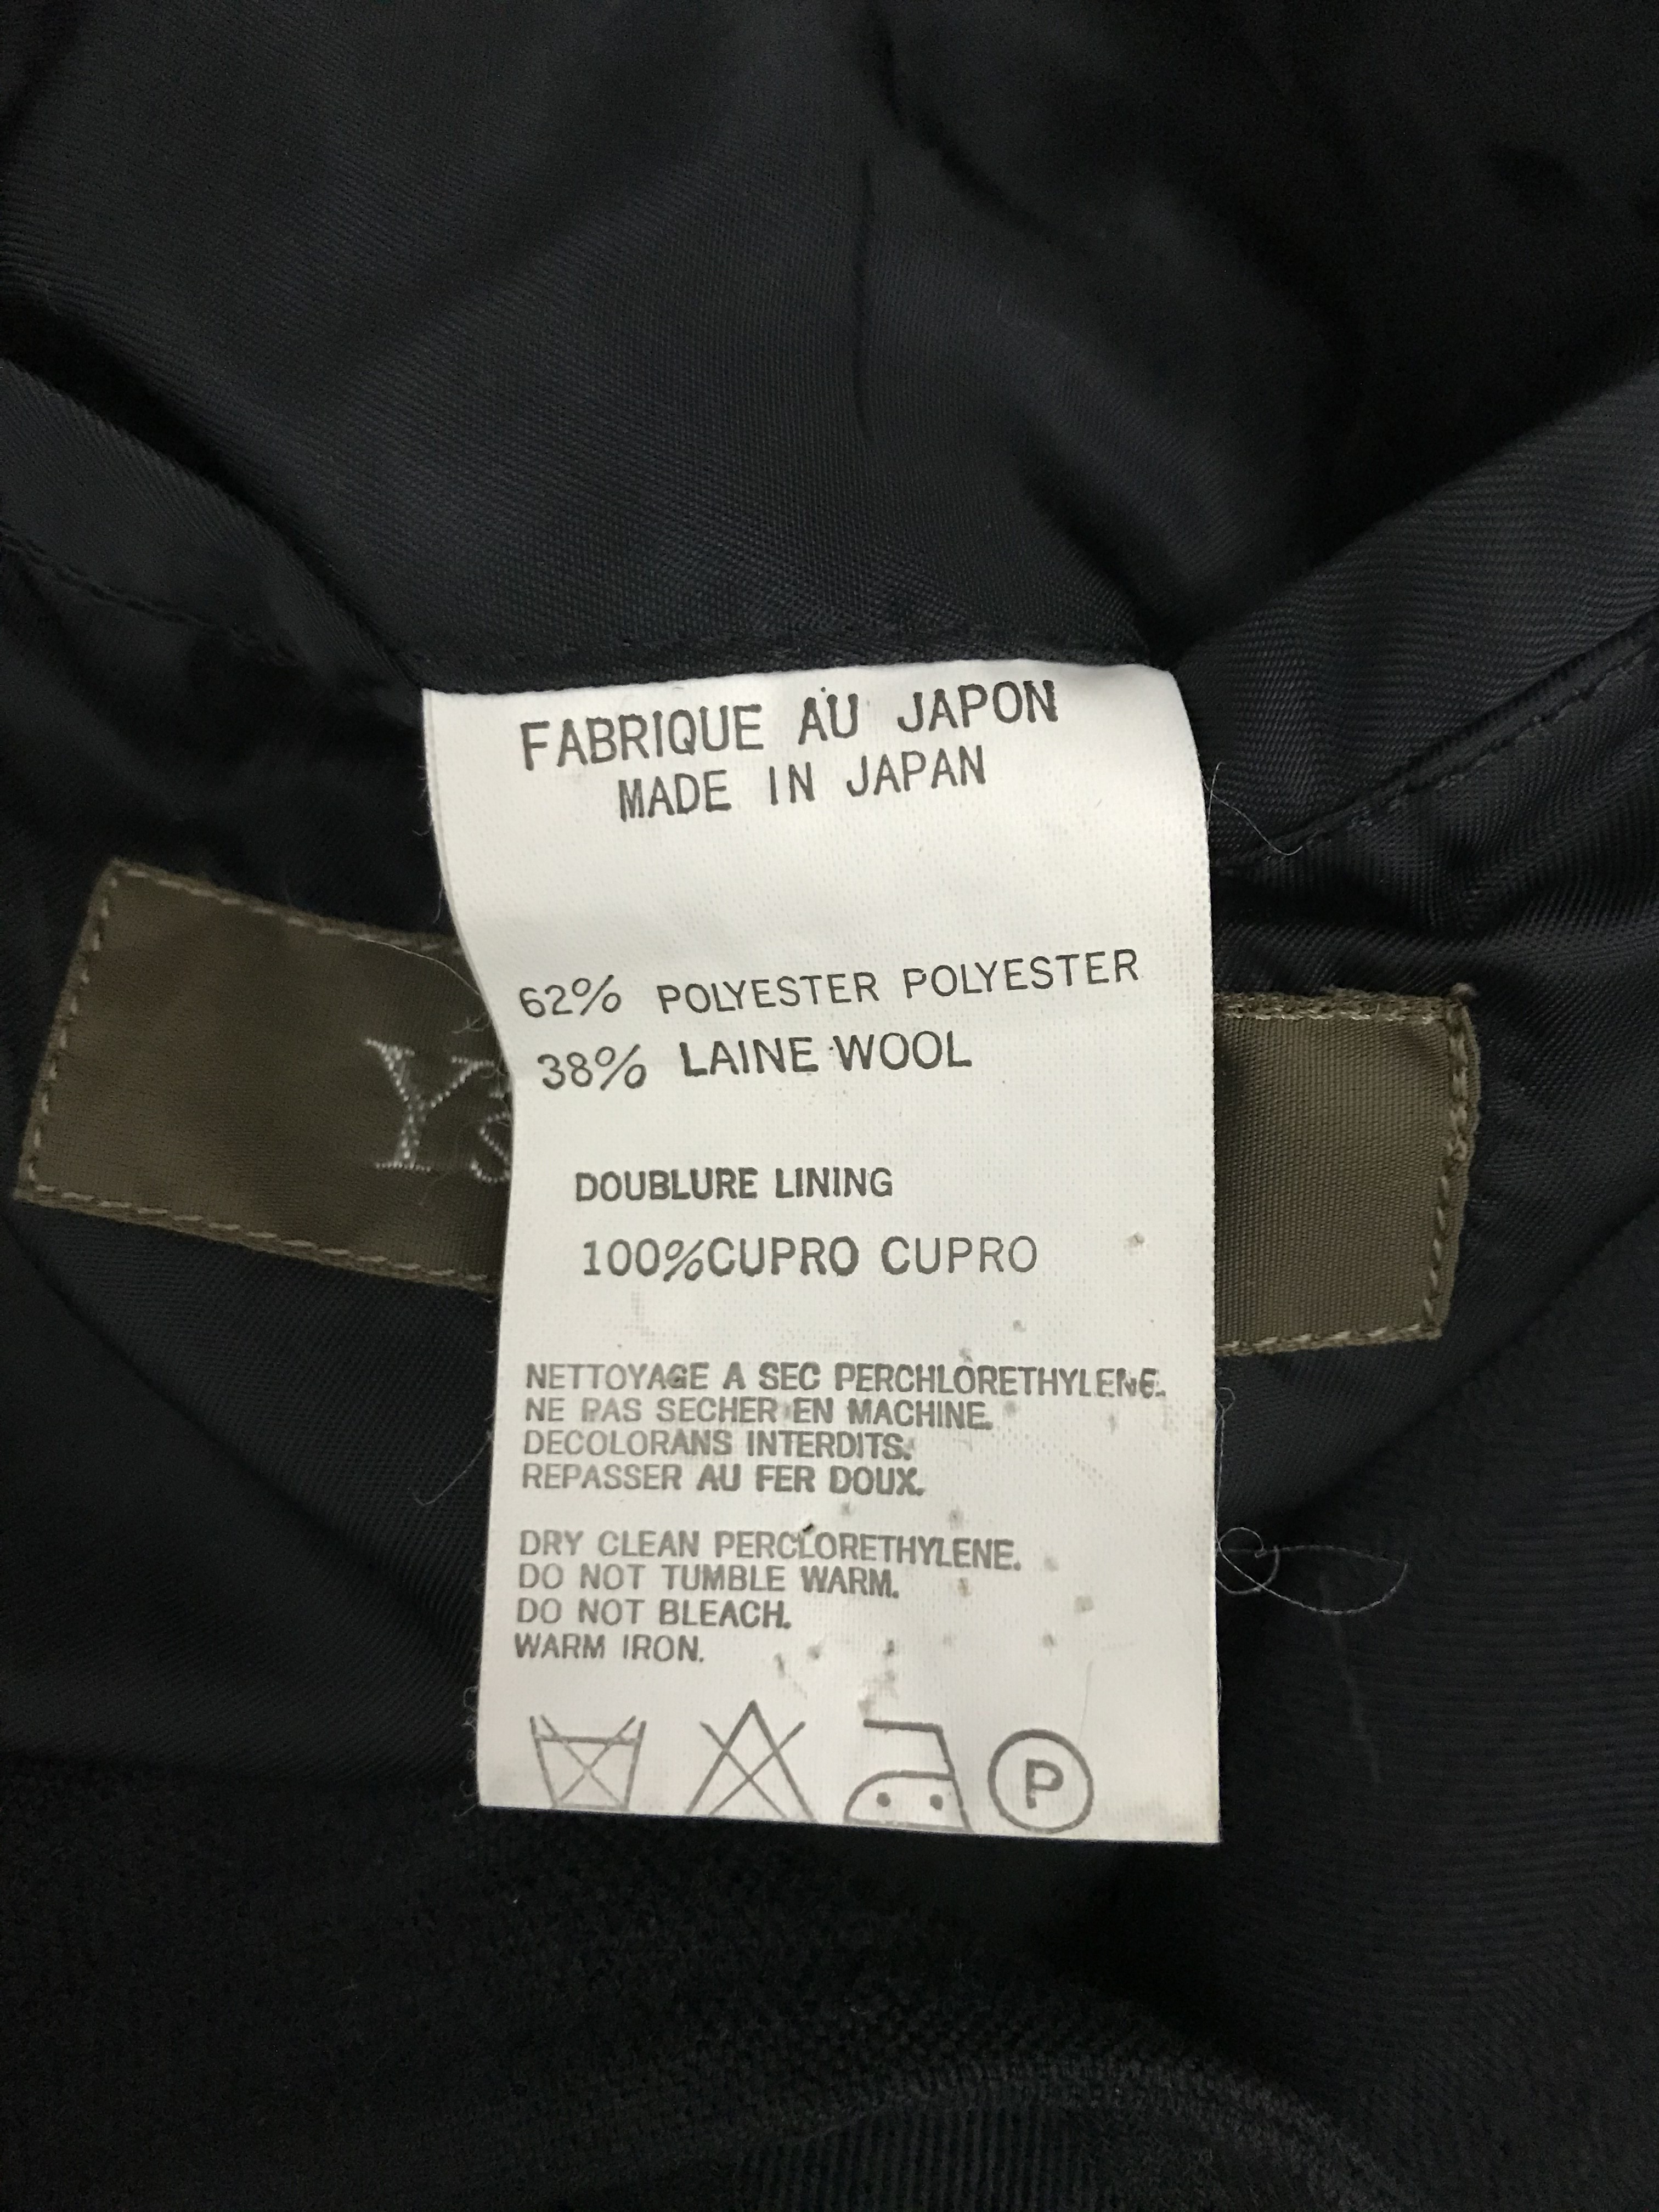 FABRIQUE AU JAPON
MADE IN JAPAN
62% POLYESTER POLYESTER
38% LAINE WOOL
Y's
DOUBLURE LINING
100%CUPRO CUPRO
NETTOYAGE A SEC PERCHLORETHYLENE.
NE PAS SECHER EN MACHINE.
DECOLORANS INTERDITS.
REPASSER AU FER DOUX.
DRY CLEAN PERCLORETHYLENE.
DO NOT TUMBLE WARM.
DO NOT BLEACH.
WARM IRON.
P